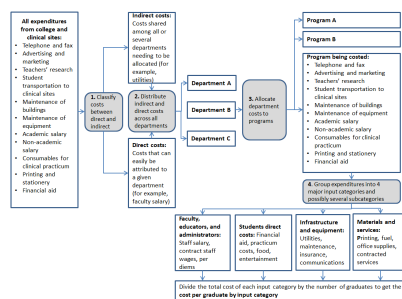 All expenditures
from college and
clinical sites:
• Telephone and fax
• Advertising and
marketing
• Teachers' research
• Student
transportation to
clinical sites
• Maintenance of
buildings
• Maintenance of
equipment
• Academic salary
• Non-academic
salary
• Consumables for
clinical practicum
• Printing and
stationery
• Financial aid
1. Classify
costs
between
direct and
indirect
Indirect costs:
Costs shared
among all or
several
departments
needing to be
allocated (for
example,
utilities)
2. Distribute
indirect and
direct costs
across all
departments
Direct costs:
Costs that can
easily be
attributed to
a given
department
(for example,
faculty salary)
Department A
Department B
Department C
3. Allocate
department
costs to
programs
Program A
Program B
Program being costed:
• Telephone and fax
• Advertising and marketing
• Teachers' research
• Student transportation to
clinical sites
• Maintenance of buildings
• Maintenance of equipment
• Academic salary
• Non-academic salary
• Consumables for clinical
practicum
• Printing and stationery
• Financial aid
4. Group expenditures into 4
major input categories and
possibly several subcategories
Faculty,
educators, and
administrators:
Staff salary,
contract staff
wages, per
diems
Students direct
costs: Financial
aid, practicum
costs, food,
entertainment
Infrastructure
and equipment:
Utilities,
maintenance,
insurance,
communications
Materials and
services:
Printing, fuel,
office supplies,
contracted
services
Divide the total cost of each input category by the number of graduates to get the
cost per graduate by input category